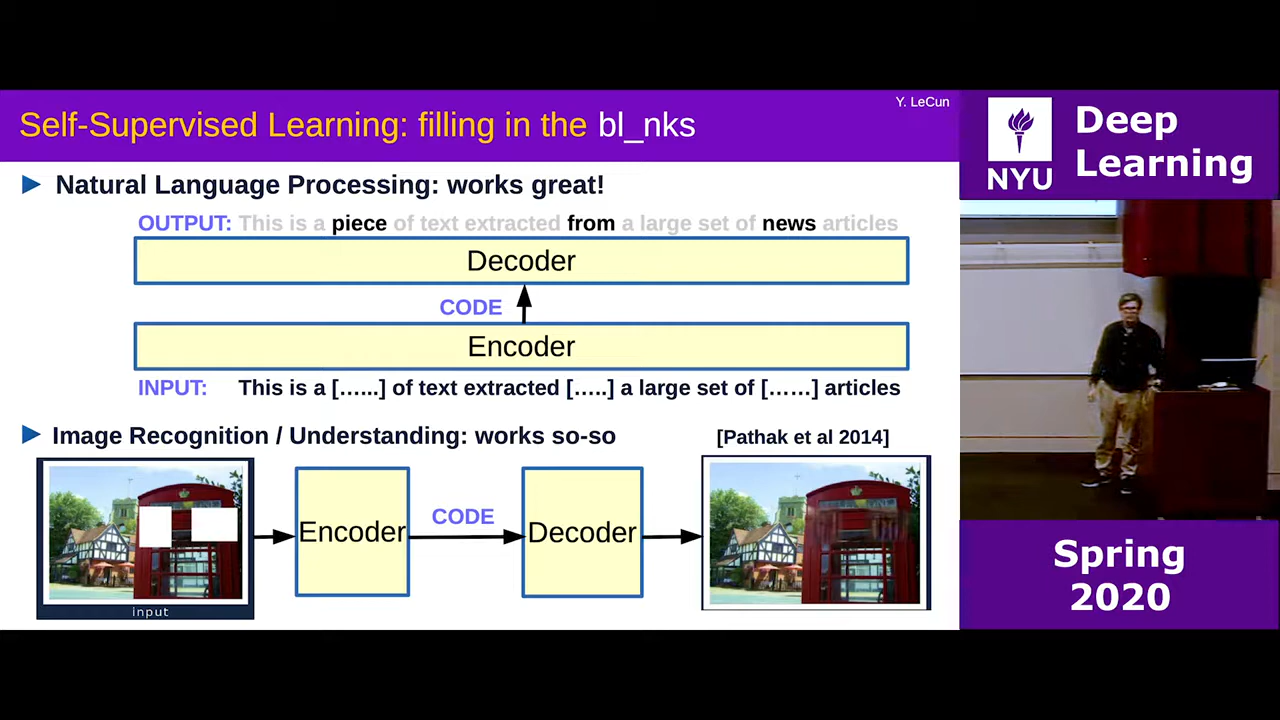 Y. LeCun
Self-Supervised Learning: filling in the bl_nks
Natural Language Processing: works great!
OUTPUT: This is a piece of text extracted from a large set of news articles
Decoder
CODE
Encoder
INPUT: This is a [......] of text extracted [.....] a large set of [……] articles
Image Recognition / Understanding: works so-so
[Pathak et al 2014]
Encoder
CODE
Decoder
input
NYU
Deep
Learning
Spring
2020